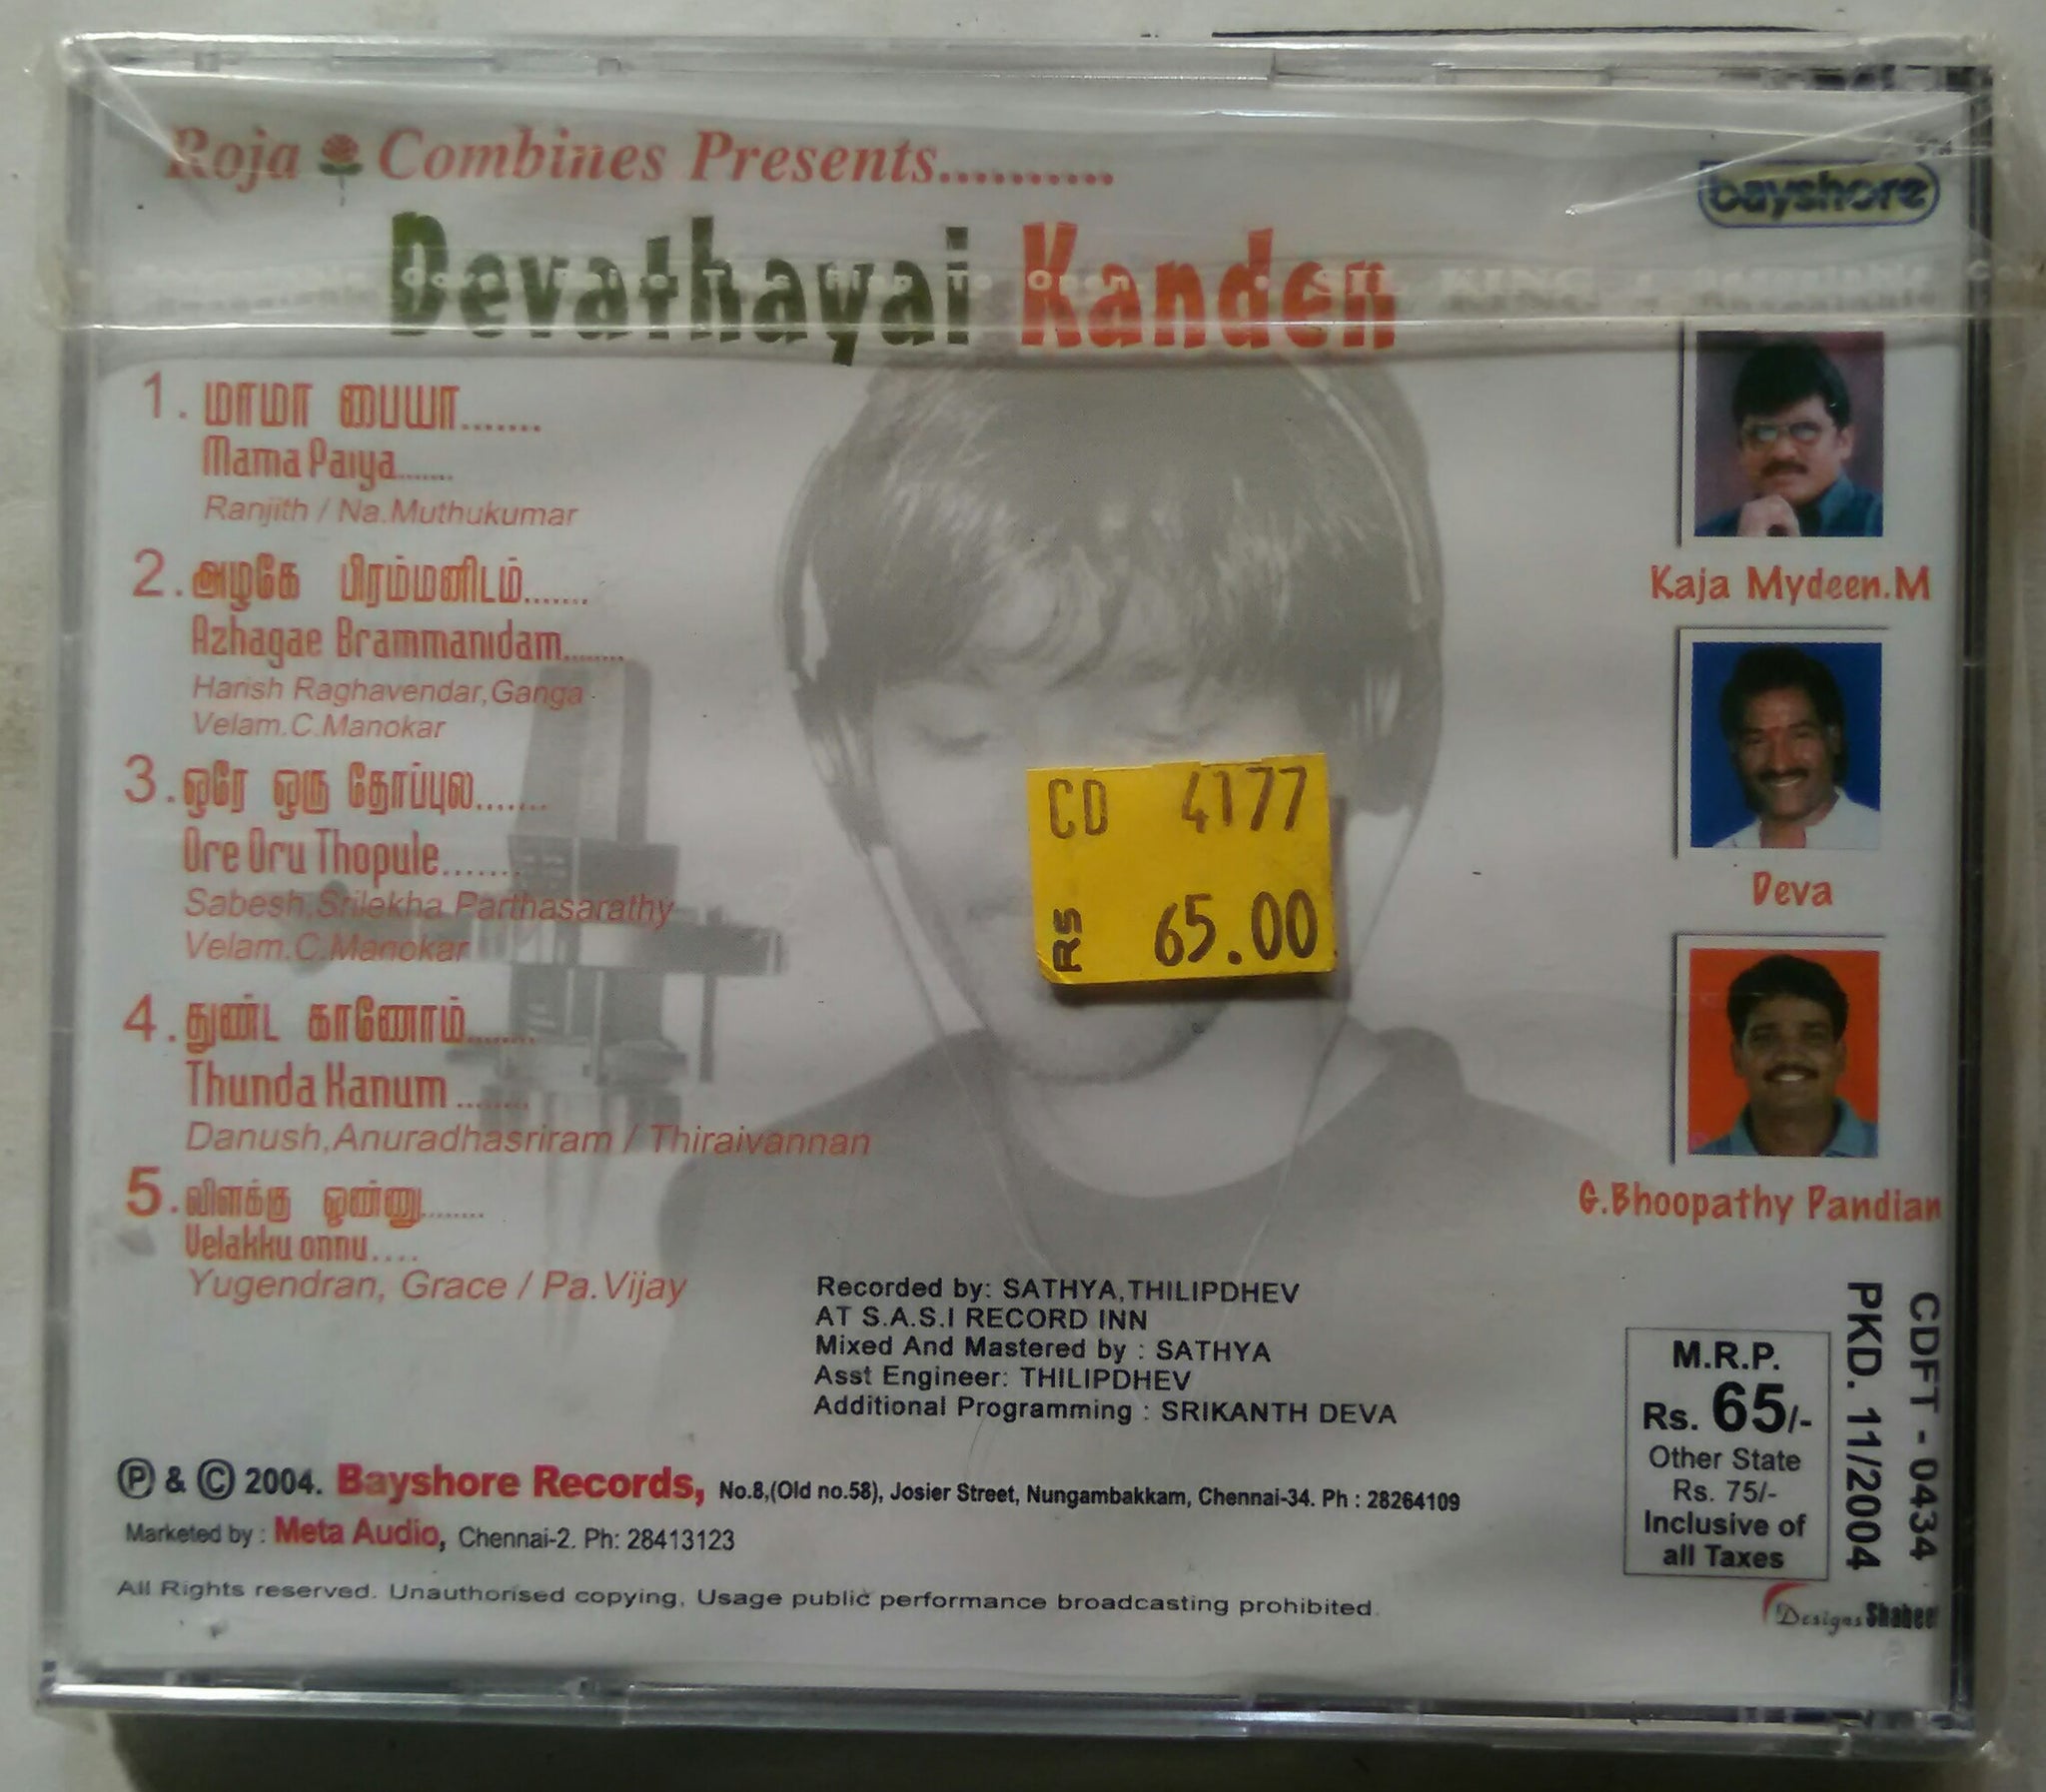 Roja Combines Presents..........
bayshore
Devathayai Kanden
1. மாமா பையா.......
Mama Paiya.......
Ranjith / Na.Muthukumar
2. அழகே பிரம்மனிடம்.......
Azhagae Brammanidam.......
Harish Raghavendar,Ganga
Velam.C.Manokar
3. ஒரே ஒரு தோப்புல.......
Ore Oru Thopule.......
Sabesh,Srilekha Parthasarathy
Velam.C.Manokar
4. துண்ட காணோம்.......
Thunda Kanum .......
Danush,Anuradhasriram / Thiraivannan
5. விளக்கு ஒண்ணு.......
Velakku onnu....
Yugendran, Grace / Pa.Vijay
CD 4177
Rs 65.00
Kaja Mydeen.M
Deva
G.Bhoopathy Pandian
Recorded by: SATHYA,THILIPDHEV
AT S.A.S.I RECORD INN
Mixed And Mastered by : SATHYA
Asst Engineer: THILIPDHEV
Additional Programming : SRIKANTH DEVA
M.R.P.
Rs. 65/-
Other State
Rs. 75/-
Inclusive of
all Taxes
PKD. 11/2004
CDFT - 0434
Ⓟ & © 2004. Bayshore Records, No.8,(Old no.58), Josier Street, Nungambakkam, Chennai-34. Ph : 28264109
Marketed by : Meta Audio, Chennai-2. Ph: 28413123
All Rights reserved. Unauthorised copying, Usage public performance broadcasting prohibited.
Designs